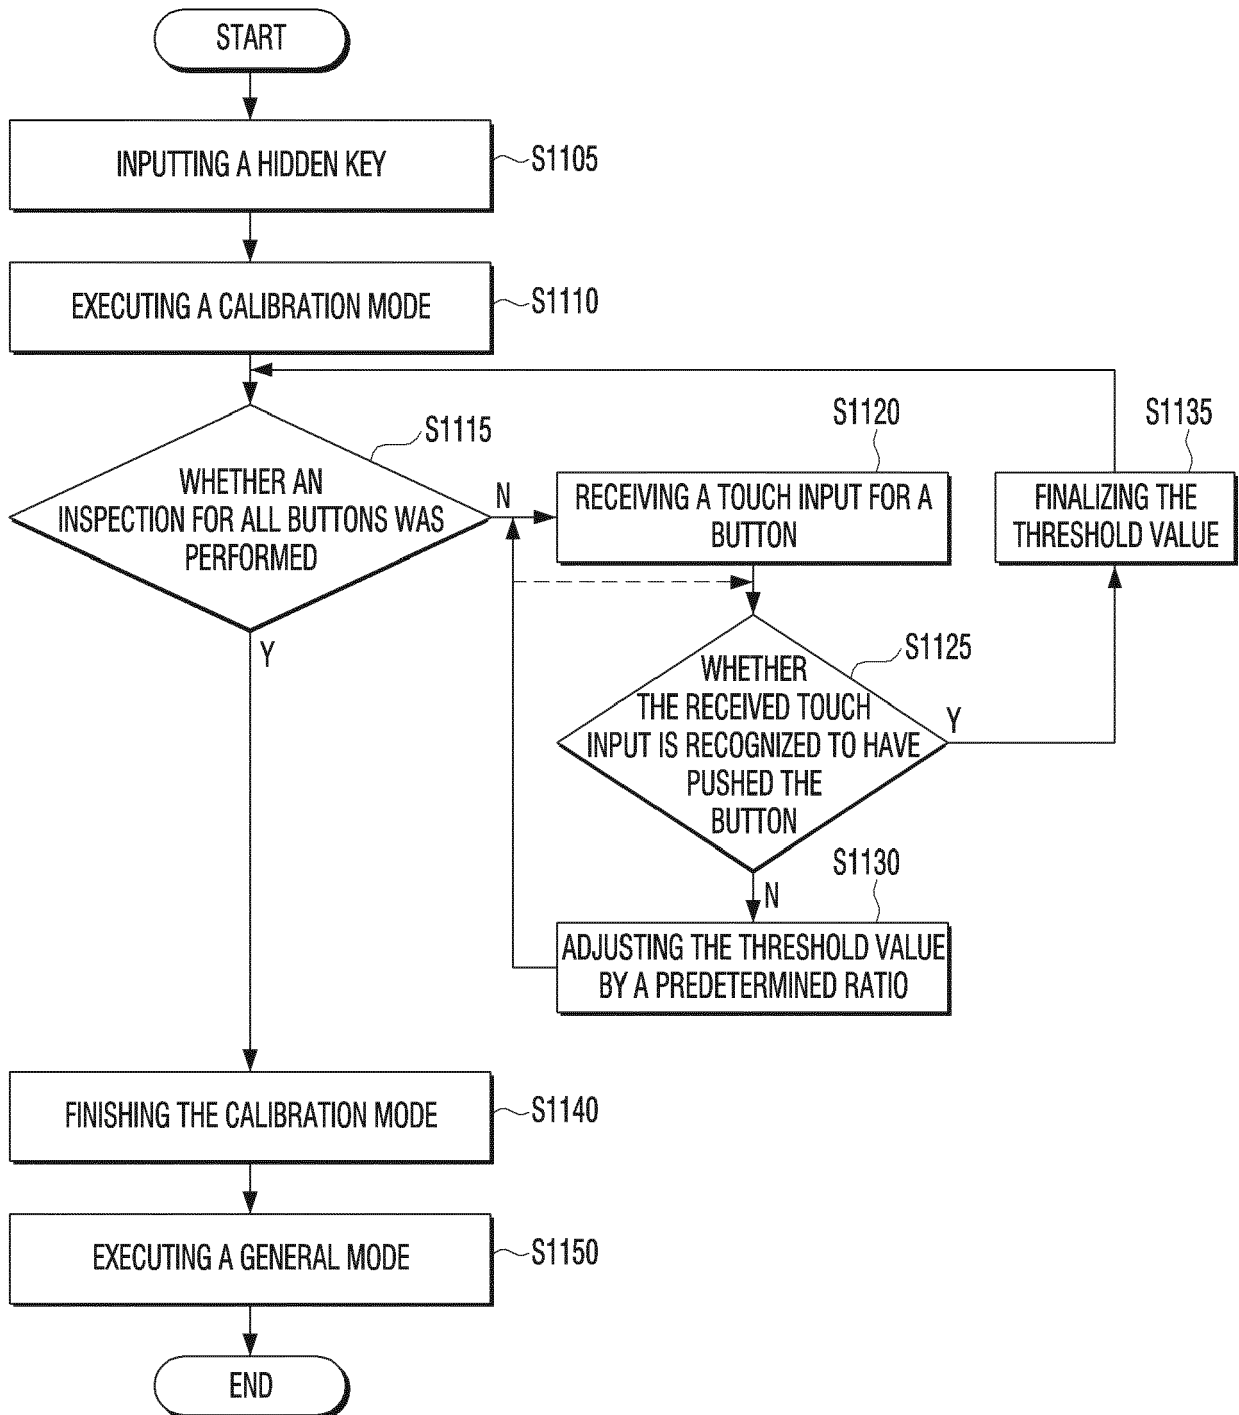 START
INPUTTING A HIDDEN KEY
S1105
EXECUTING A CALIBRATION MODE
S1110
S1115
WHETHER AN
INSPECTION FOR ALL BUTTONS WAS
PERFORMED
N
Y
S1120
RECEIVING A TOUCH INPUT FOR A
BUTTON
S1135
FINALIZING THE
THRESHOLD VALUE
S1125
WHETHER
THE RECEIVED TOUCH
INPUT IS RECOGNIZED TO HAVE
PUSHED THE
BUTTON
Y
N
S1130
ADJUSTING THE THRESHOLD VALUE
BY A PREDETERMINED RATIO
FINISHING THE CALIBRATION MODE
S1140
EXECUTING A GENERAL MODE
S1150
END